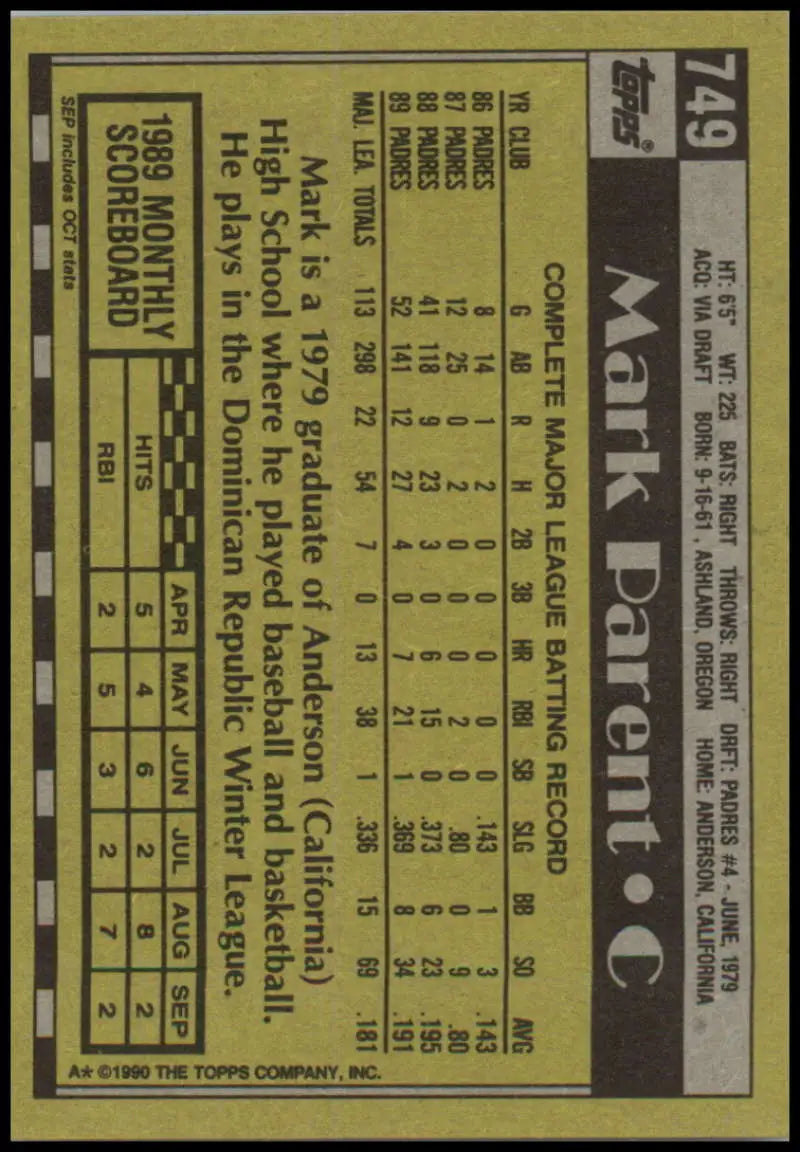 749
HT: 6'5" WT: 225 BATS: RIGHT THROWS: RIGHT DRFT: PADRES #4 - JUNE, 1979
ACQ: VIA DRAFT BORN: 9-16-61, ASHLAND, OREGON HOME: ANDERSON, CALIFORNIA
Topps®
Mark Parent • C
COMPLETE MAJOR LEAGUE BATTING RECORD
YR CLUB G AB R H 2B 3B HR RBI SB SLG BB SO AVG
86 PADRES 8 14 1 2 0 0 0 0 0 .143 1 3 .143
87 PADRES 12 25 0 2 0 0 0 2 0 .80 0 9 .80
88 PADRES 41 118 9 23 3 0 6 15 0 .373 6 23 .195
89 PADRES 52 141 12 27 4 0 7 21 1 .369 8 34 .191
MAJ. LEA. TOTALS 113 298 22 54 7 0 13 38 1 .336 15 69 .181
Mark is a 1979 graduate of Anderson (California)
High School where he played baseball and basketball.
He plays in the Dominican Republic Winter League.
1989 MONTHLY
SCOREBOARD
APR MAY JUN JUL AUG SEP
HITS 5 4 6 2 8 2
RBI 2 5 3 2 7 2
SEP includes OCT stats
A* ©1990 THE TOPPS COMPANY, INC.